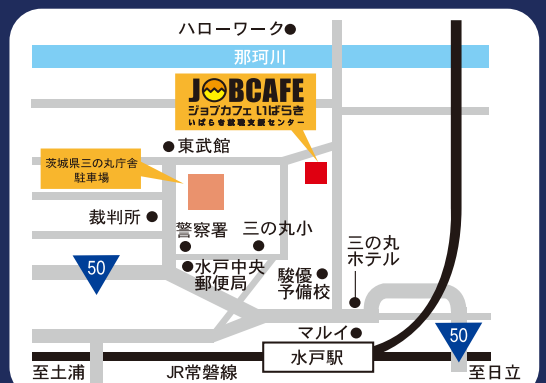 ハローワーク
那珂川
JOBCAFE
ジョブカフェ いばらき
いばらき就職支援センター
東武館
茨城県三の丸庁舎
駐車場
裁判所
警察署
三の丸小
三の丸
ホテル
水戸中央
郵便局
駿優
予備校
50
マルイ
50
水戸駅
至土浦
JR常磐線
至日立